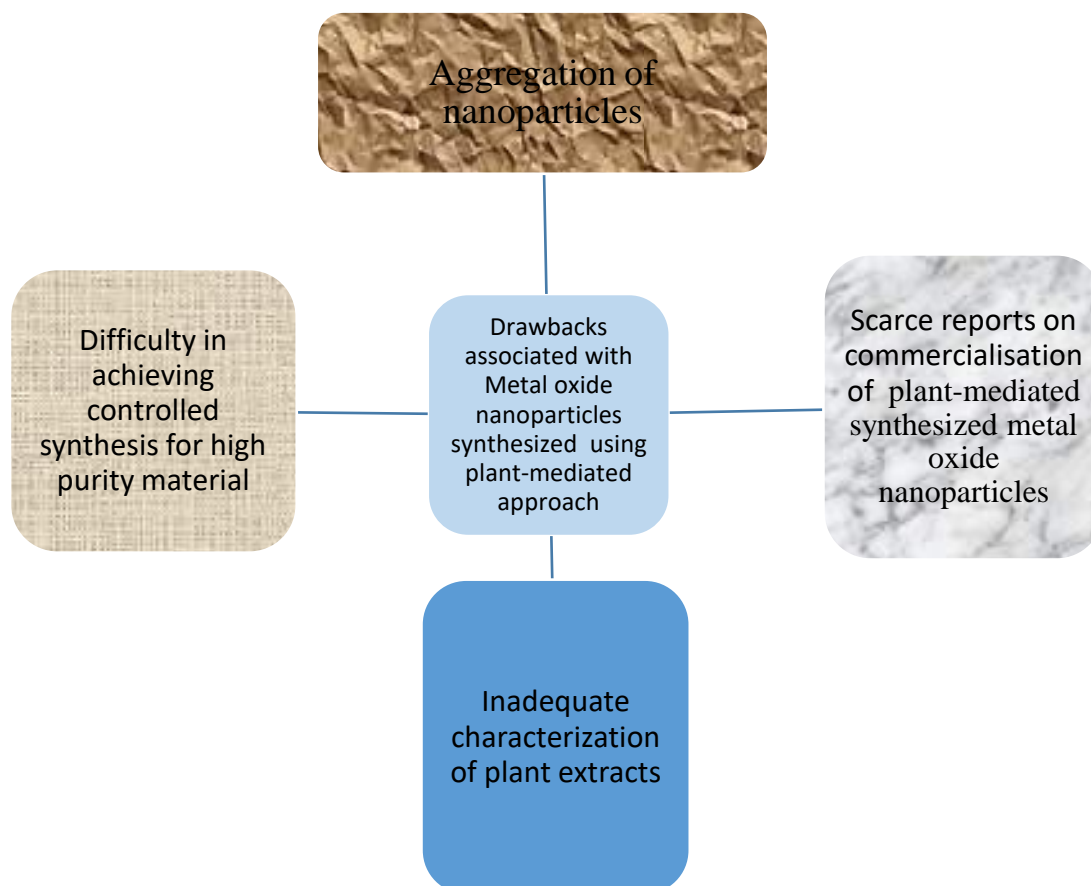 Aggregation of
nanoparticles
Difficulty in
achieving
controlled
synthesis for high
purity material
Drawbacks
associated with
Metal oxide
nanoparticles
synthesized using
plant-mediated
approach
Scarce reports on
commercialisation
of plant-mediated
synthesized metal
oxide
nanoparticles
Inadequate
characterization
of plant extracts